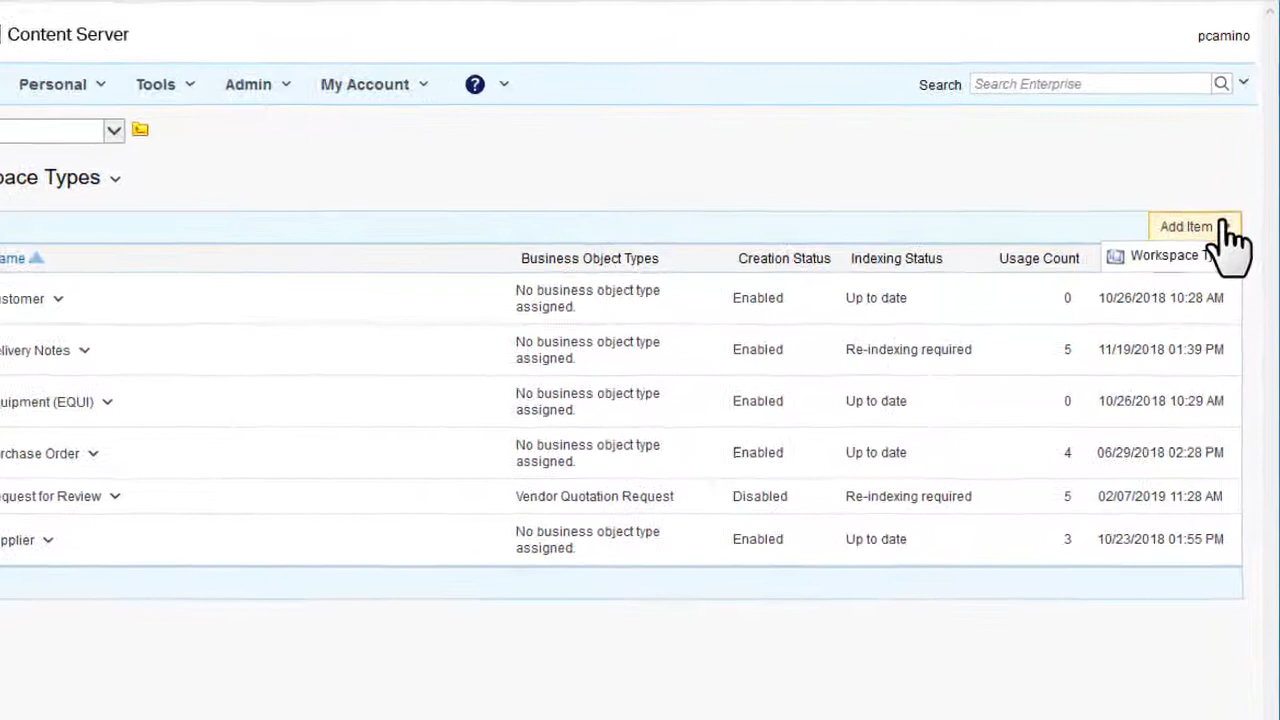 Content Server
pcamino
Personal Tools Admin My Account ? Search Search Enterprise
pace Types
Add Item
ame Business Object Types Creation Status Indexing Status Usage Count Workspace
ustomer No business object type assigned. Enabled Up to date 0 10/26/2018 10:28 AM
elivery Notes No business object type assigned. Enabled Re-indexing required 5 11/19/2018 01:39 PM
quipment (EQUI) No business object type assigned. Enabled Up to date 0 10/26/2018 10:29 AM
rchase Order No business object type assigned. Enabled Up to date 4 06/29/2018 02:28 PM
equest for Review Vendor Quotation Request Disabled Re-indexing required 5 02/07/2019 11:28 AM
pplier No business object type assigned. Enabled Up to date 3 10/23/2018 01:55 PM